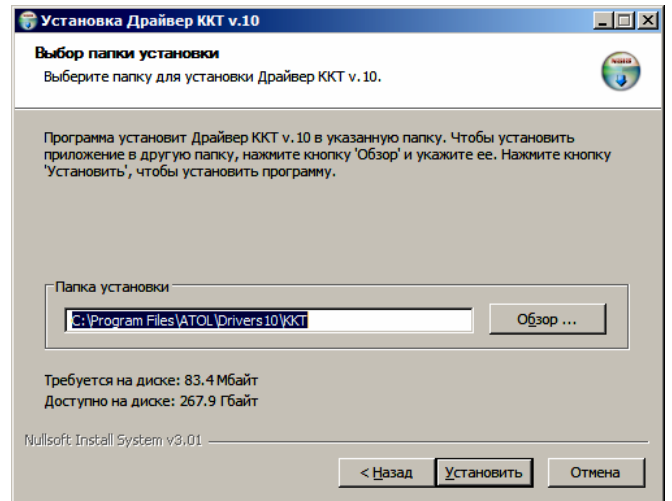 Установка Драйвер ККТ v.10
Выбор папки установки
Выберите папку для установки Драйвер ККТ v.10.
Программа установит Драйвер ККТ v.10 в указанную папку. Чтобы установить
приложение в другую папку, нажмите кнопку 'Обзор' и укажите ее. Нажмите кнопку
'Установить', чтобы установить программу.
Папка установки
C:\Program Files\ATOL\Drivers10\KKT
Обзор ...
Требуется на диске: 83.4 Мбайт
Доступно на диске: 267.9 Гбайт
Nullsoft Install System v3.01
< Назад
Установить
Отмена